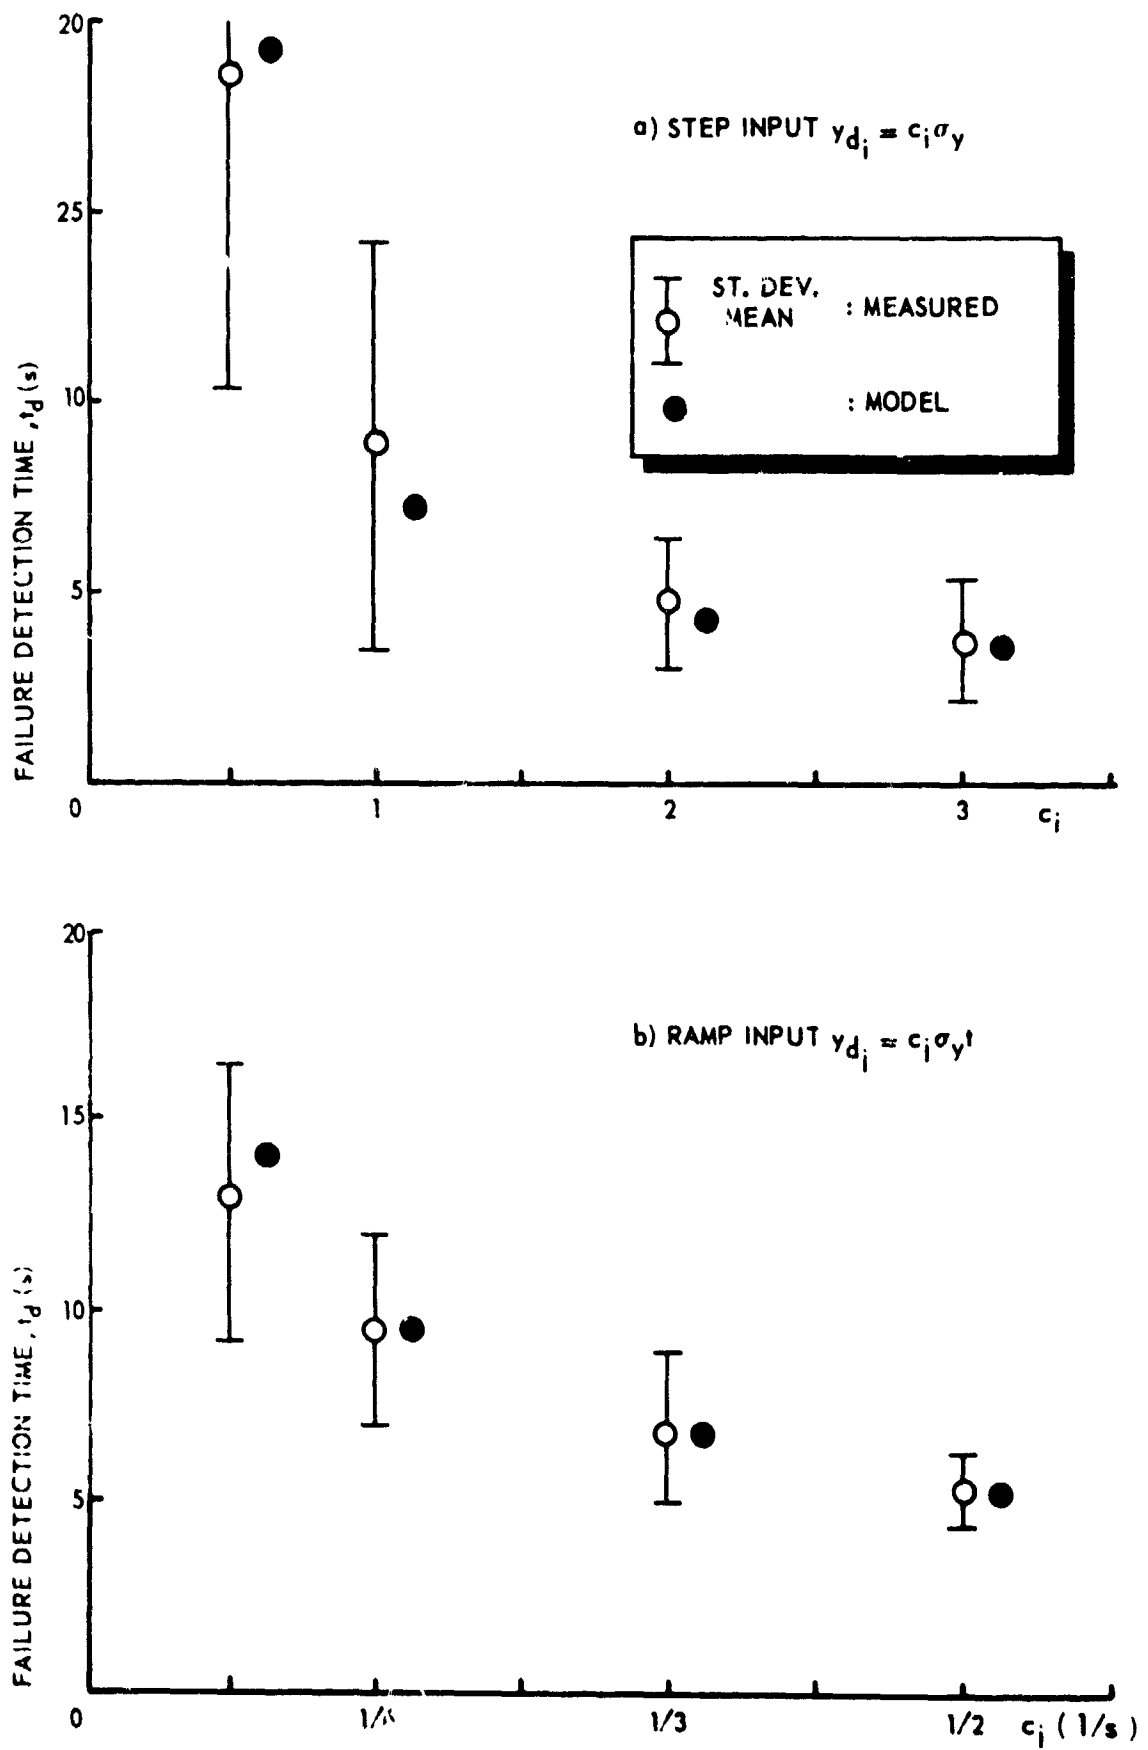 20
25
10
5
0
1
2
3
c_i
FAILURE DETECTION TIME, t_d (s)
a) STEP INPUT y_{d_i} = c_i σ_y
ST. DEV.
MEAN : MEASURED
: MODEL
20
15
10
5
0
1/3
1/2
c_i ( 1/s )
FAILURE DETECTION TIME, t_d (s)
b) RAMP INPUT y_{d_i} = c_i σ_y t